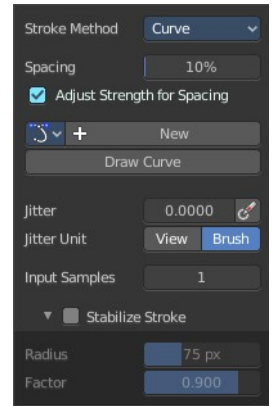 Stroke Method Curve
Spacing 10%
Adjust Strength for Spacing
New
Draw Curve
Jitter 0.0000
Jitter Unit View Brush
Input Samples 1
Stabilize Stroke
Radius 75 px
Factor 0.900